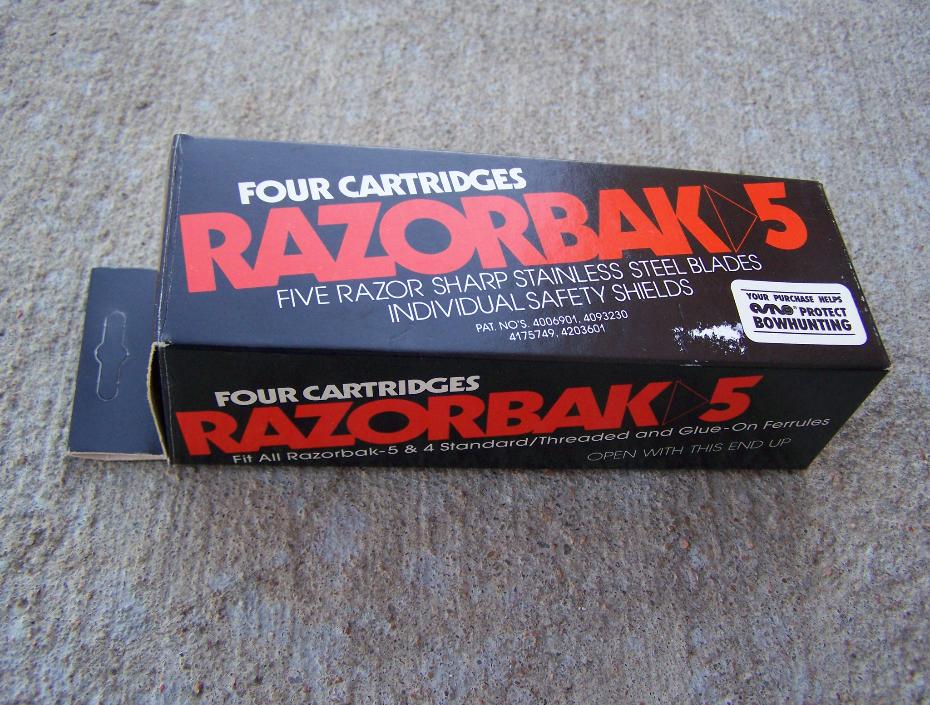 FOUR CARTRIDGES
RAZORBAK 5
FIVE RAZOR SHARP STAINLESS STEEL BLADES
INDIVIDUAL SAFETY SHIELDS
PAT. NO'S. 4006901, 4093230
4175749, 4203601
YOUR PURCHASE HELPS
PROTECT
BOWHUNTING
FOUR CARTRIDGES
RAZORBAK 5
Fit All Razorbak-5 & 4 Standard/Threaded and Glue-On Ferrules
OPEN WITH THIS END UP